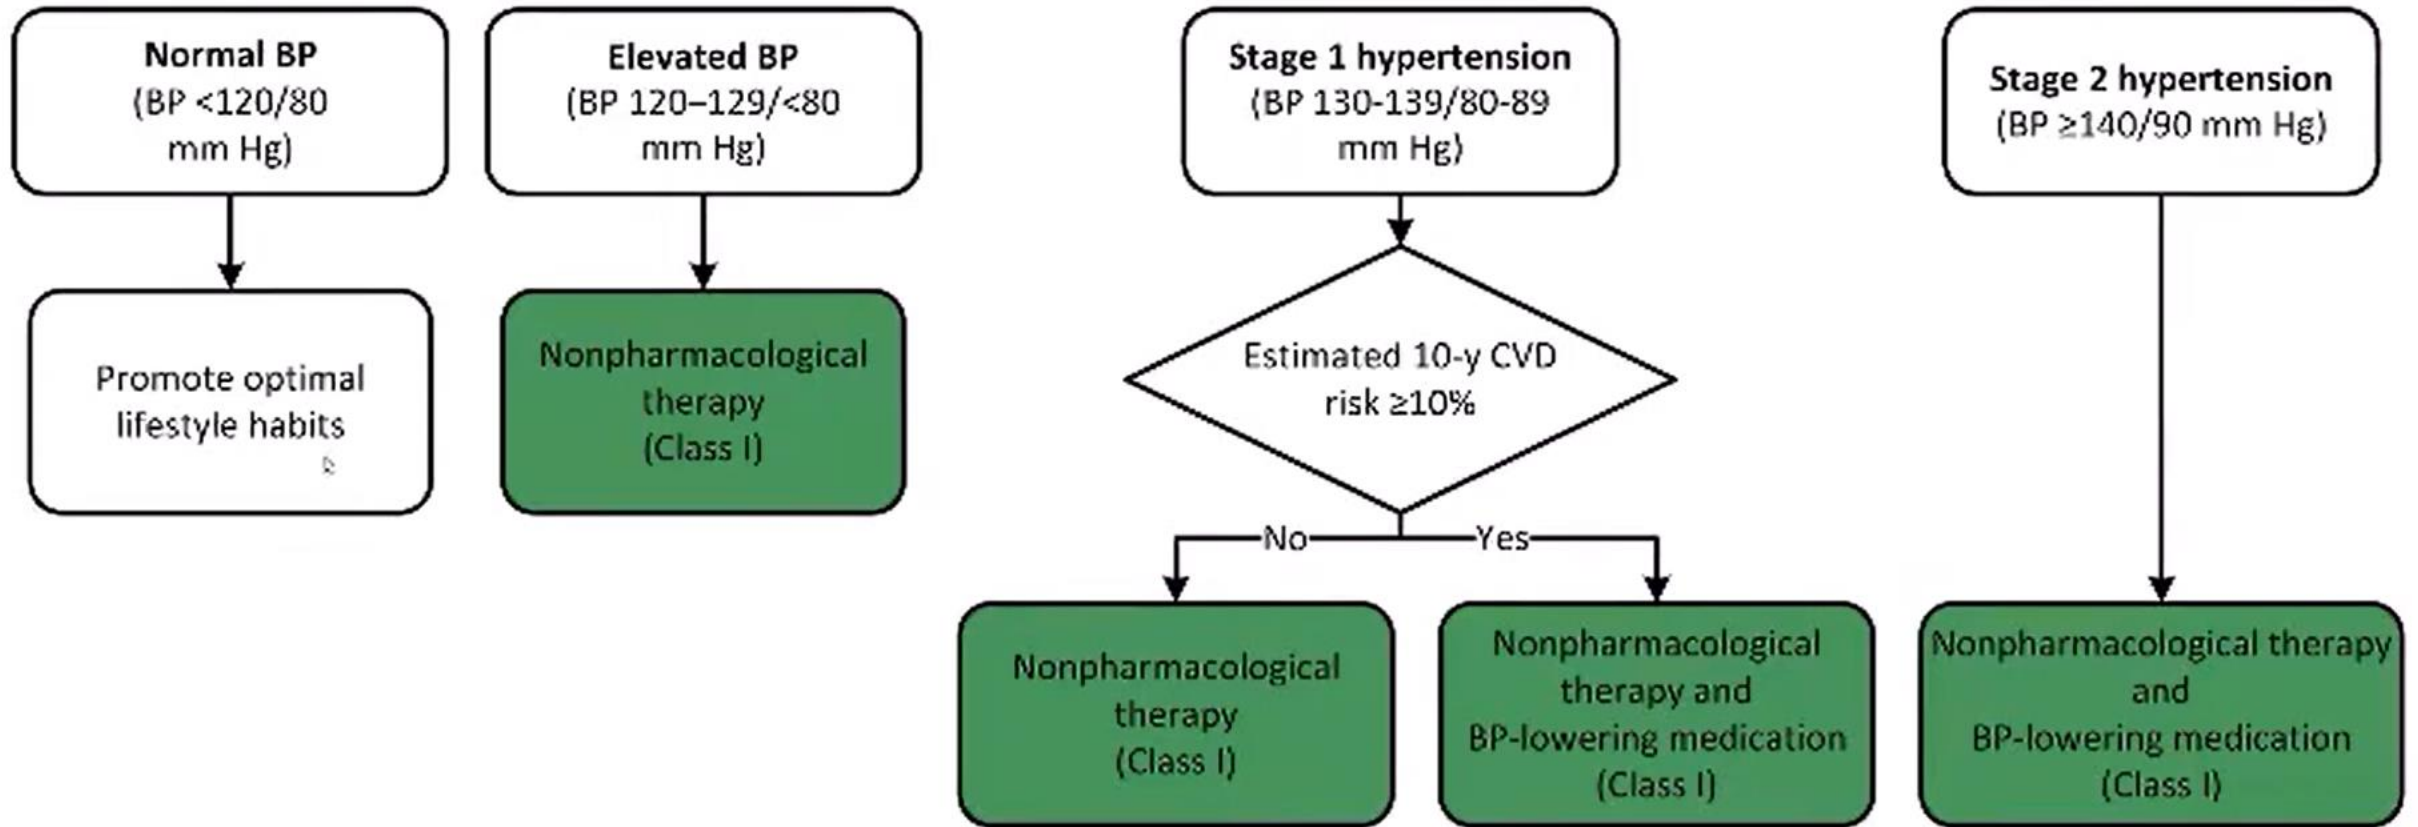 Normal BP
(BP <120/80
mm Hg)
Elevated BP
(BP 120–129/<80
mm Hg)
Stage 1 hypertension
(BP 130-139/80-89
mm Hg)
Stage 2 hypertension
(BP ≥140/90 mm Hg)
Promote optimal
lifestyle habits
Nonpharmacological
therapy
(Class I)
Estimated 10-y CVD
risk ≥10%
No
Yes
Nonpharmacological
therapy
(Class I)
Nonpharmacological
therapy and
BP-lowering medication
(Class I)
Nonpharmacological therapy
and
BP-lowering medication
(Class I)